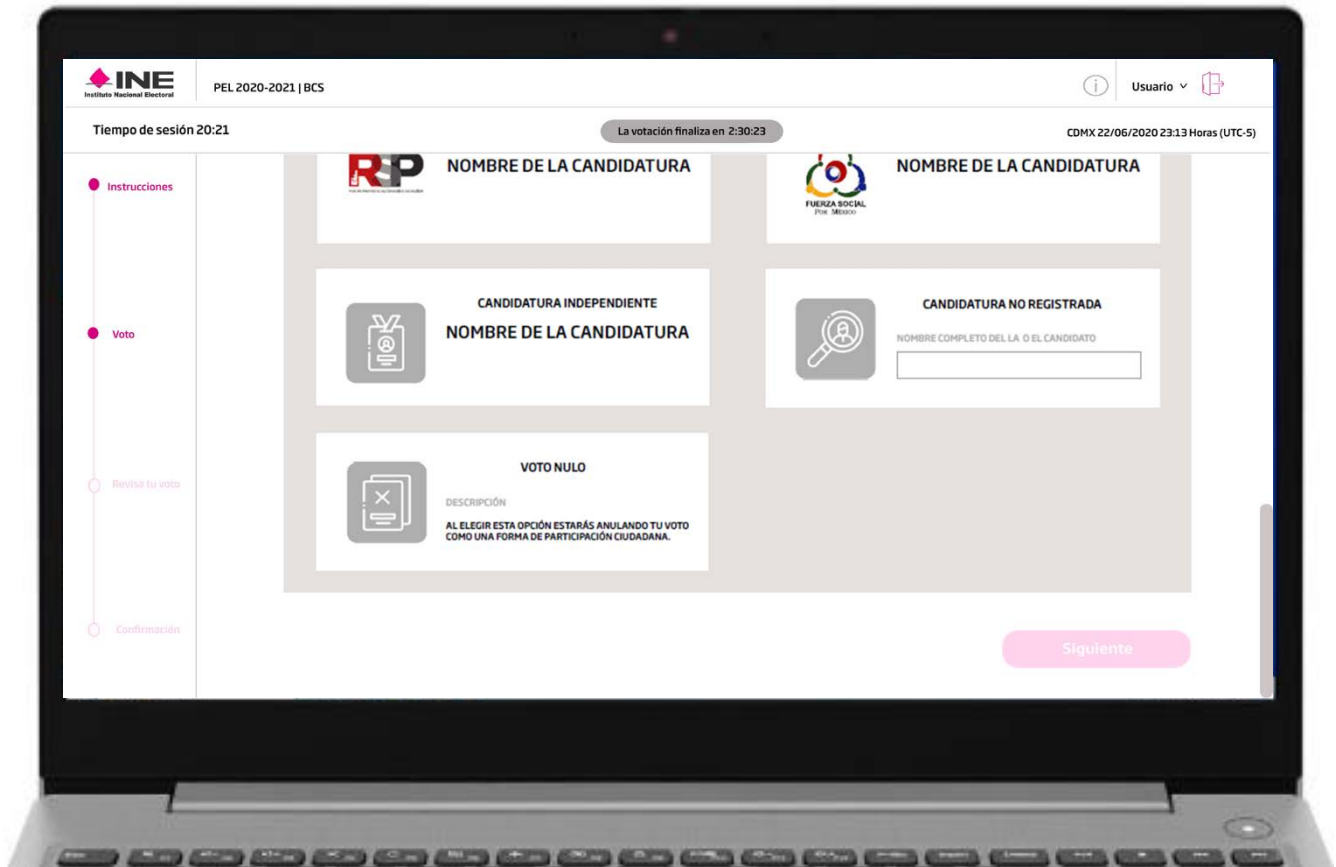 INE
Instituto Nacional Electoral
PEL 2020-2021 | BCS
i
Usuario
Tiempo de sesión 20:21
La votación finaliza en 2:30:23
CDMX 22/06/2020 23:13 Horas (UTC-5)
Instrucciones
Voto
Revisa tu voto
Confirmación
RSP
NOMBRE DE LA CANDIDATURA
FUERZA SOCIAL
POR MÉXICO
NOMBRE DE LA CANDIDATURA
CANDIDATURA INDEPENDIENTE
NOMBRE DE LA CANDIDATURA
CANDIDATURA NO REGISTRADA
NOMBRE COMPLETO DEL LA O EL CANDIDATO
VOTO NULO
DESCRIPCIÓN
AL ELEGIR ESTA OPCIÓN ESTARÁS ANULANDO TU VOTO
COMO UNA FORMA DE PARTICIPACIÓN CIUDADANA.
Siguiente